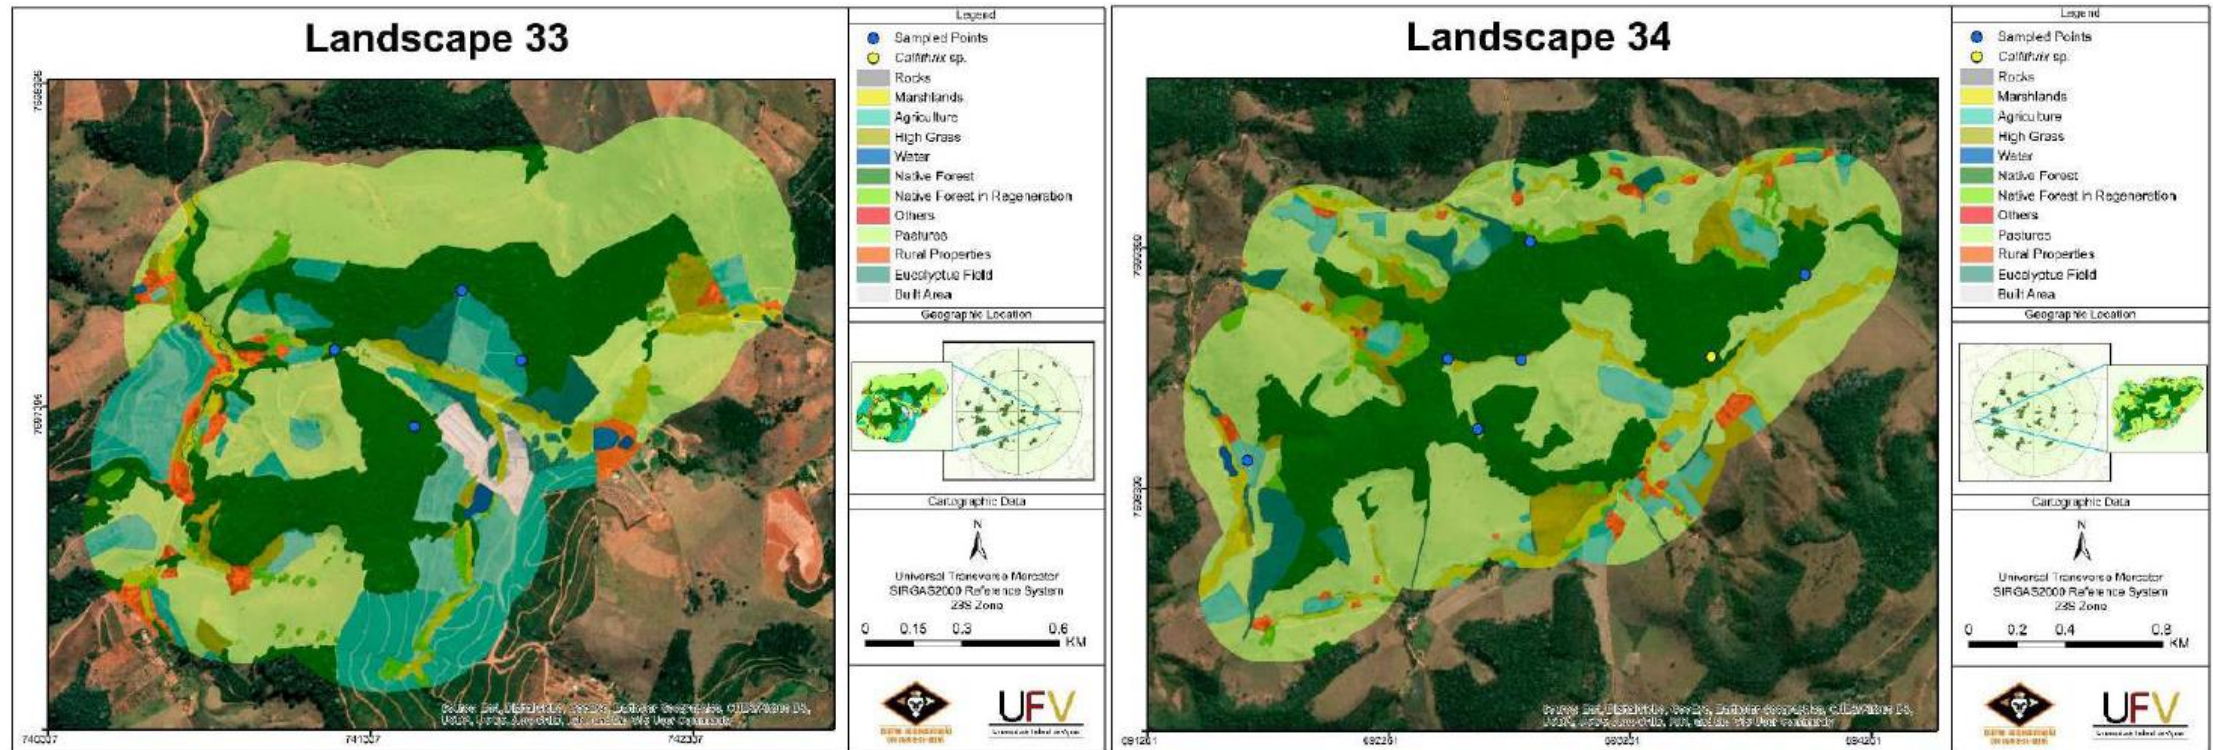 Landscape 33
Legend
Sampled Points
Callithrix sp.
Rocks
Marshlands
Agriculture
High Grass
Water
Native Forest
Native Forest in Regeneration
Others
Pastures
Rural Properties
Eucalyptus Field
Built Area
Geographic Location
Cartographic Data
N
Universal Transverse Mercator
SIRGAS2000 Reference System
23S Zone
0 0.15 0.3 0.6
KM
UFV
Landscape 34
Legend
Sampled Points
Callithrix sp.
Rocks
Marshlands
Agriculture
High Grass
Water
Native Forest
Native Forest in Regeneration
Others
Pastures
Rural Properties
Eucalyptus Field
Built Area
Geographic Location
Cartographic Data
N
Universal Transverse Mercator
SIRGAS2000 Reference System
23S Zone
0 0.2 0.4 0.8
KM
UFV